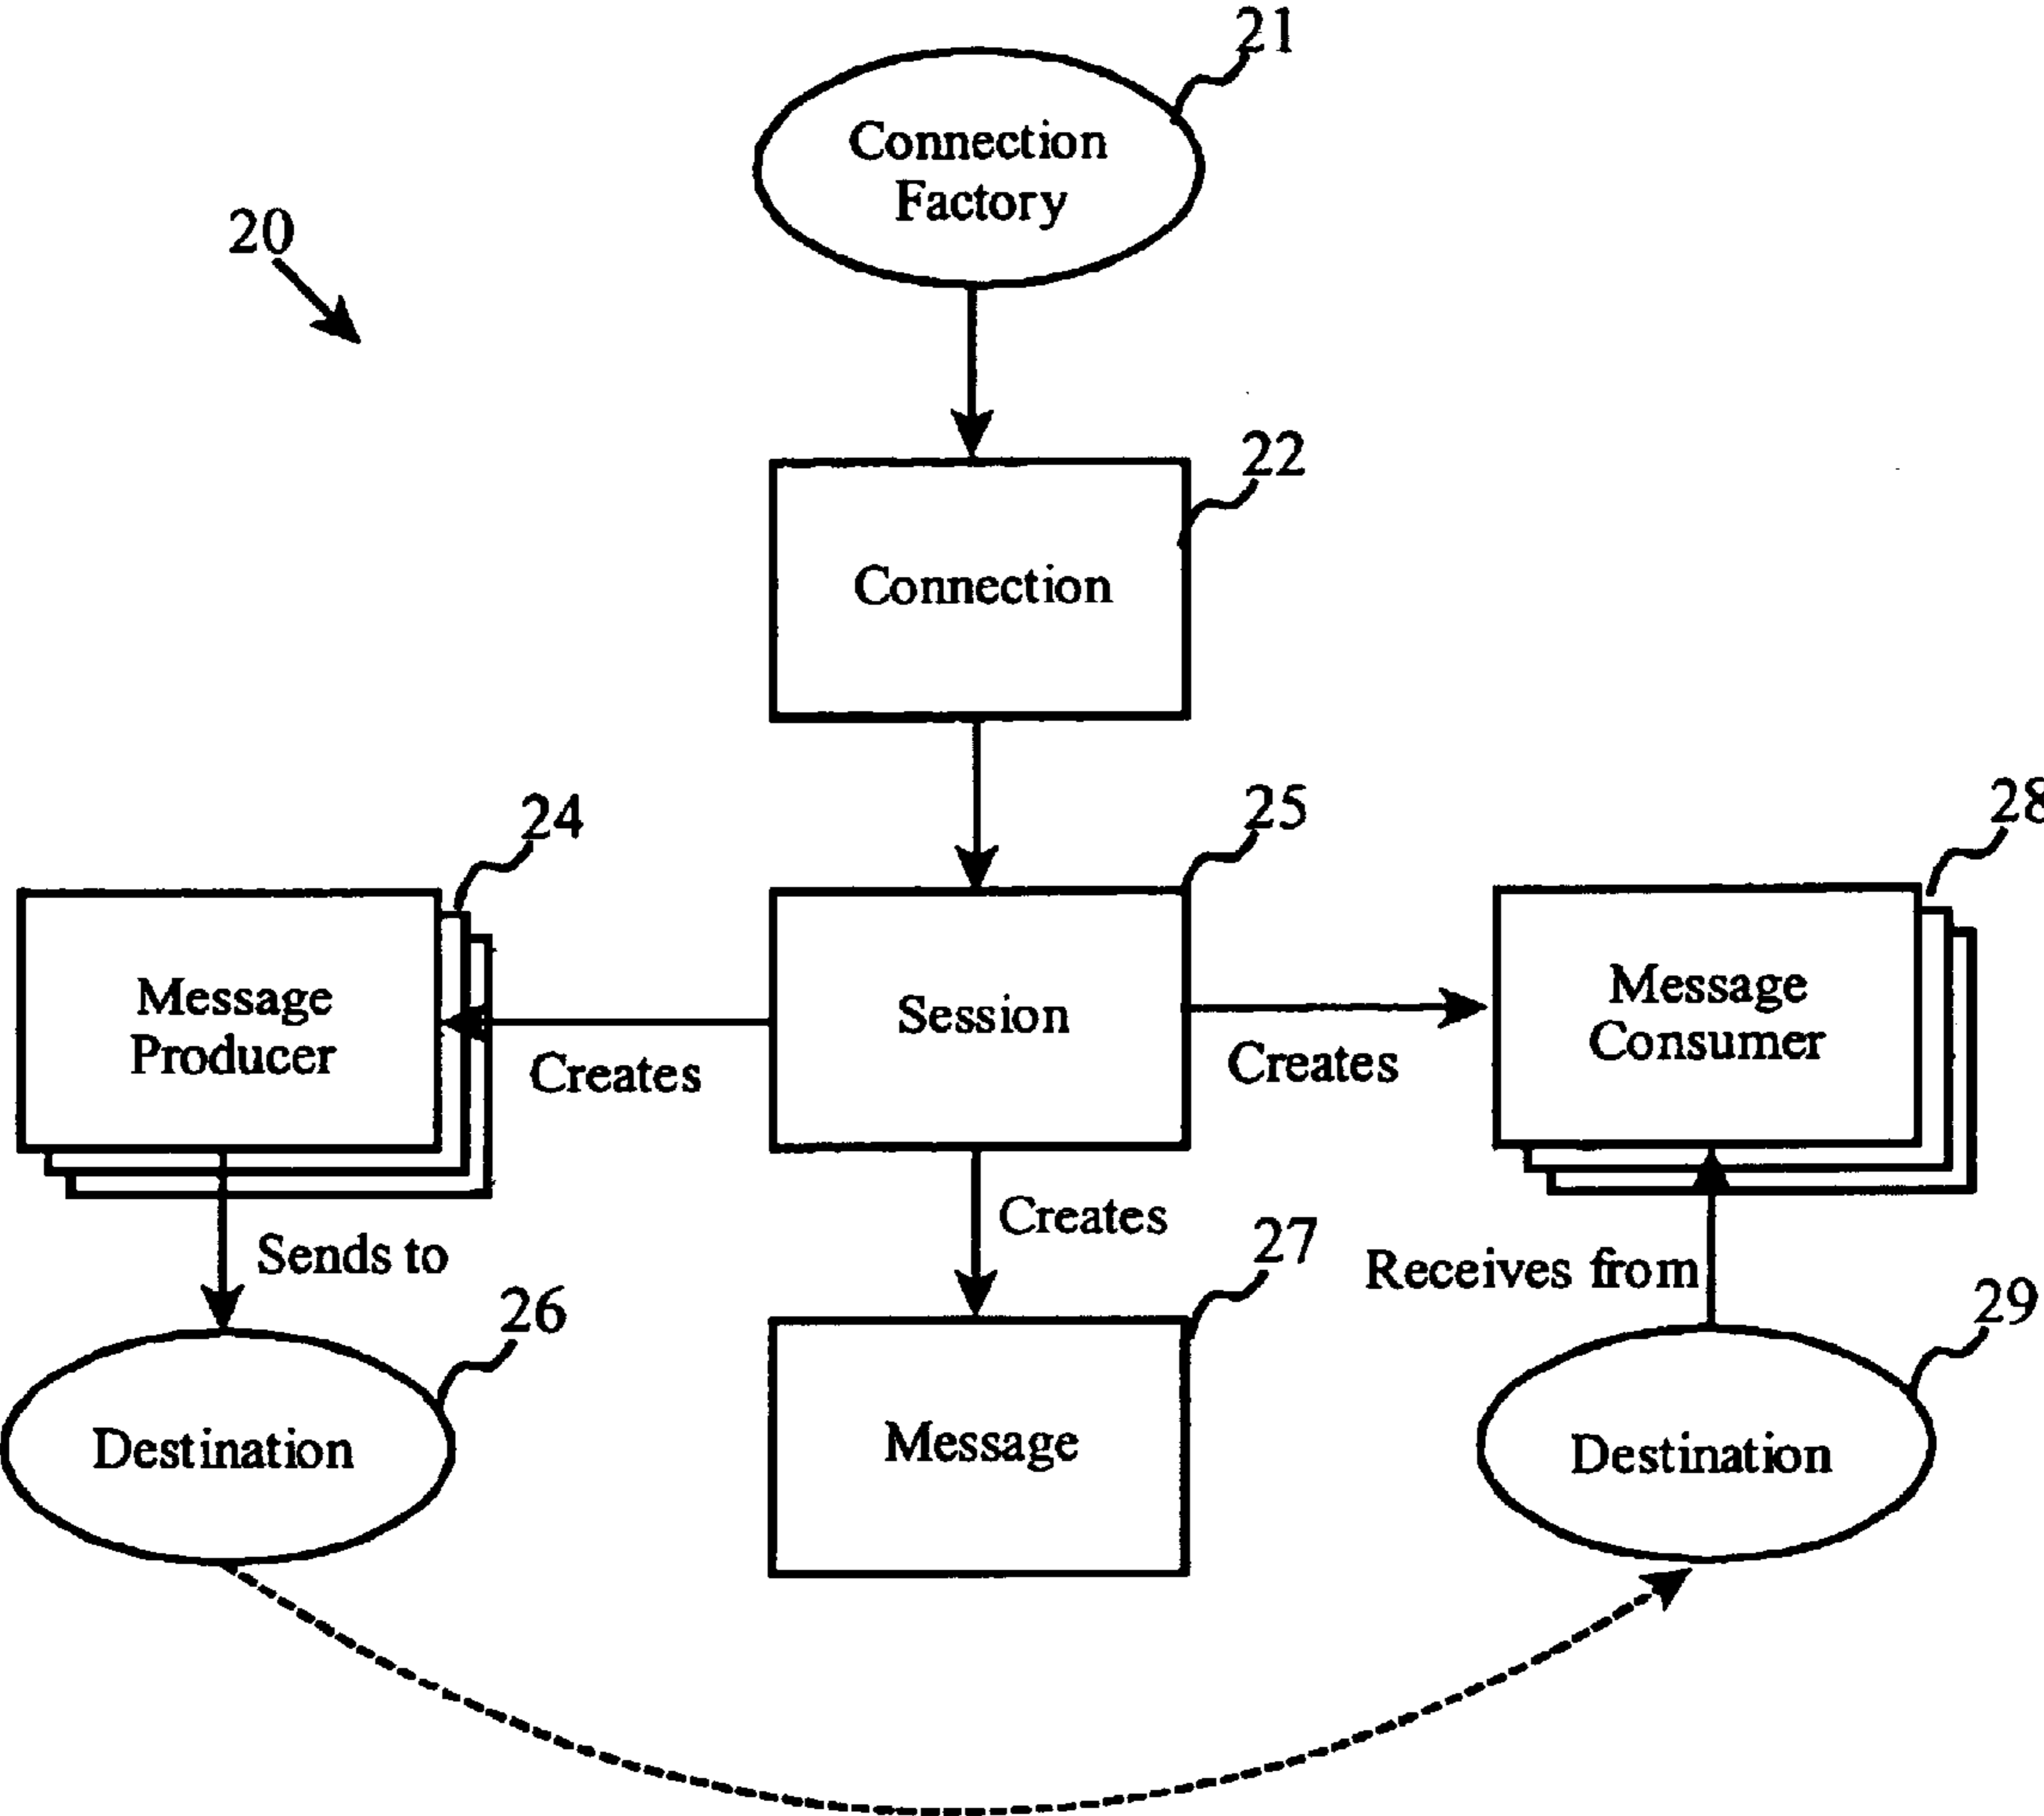 21
Connection
Factory
20
22
Connection
24
25
28
Message
Producer
Creates
Session
Creates
Message
Consumer
Sends to
Creates
27
Receives from
26
29
Destination
Message
Destination